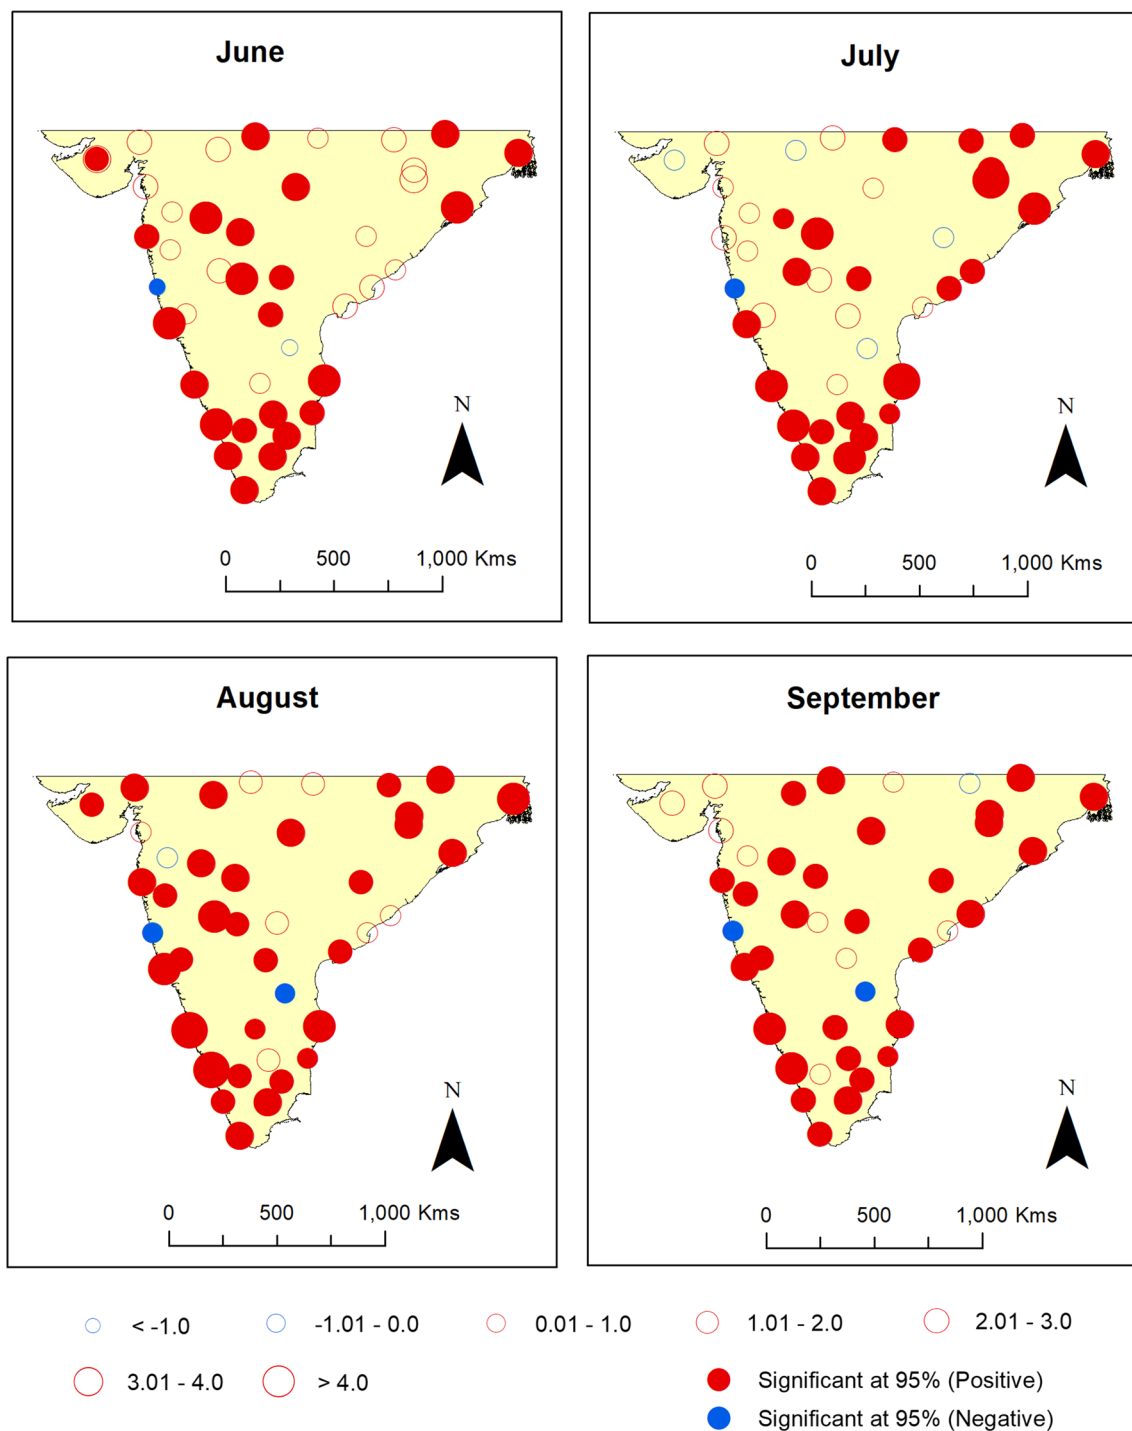 June
July
N
N
0 500 1,000 Kms
0 500 1,000 Kms
August
September
N
N
0 500 1,000 Kms
0 500 1,000 Kms
< -1.0 -1.01 - 0.0 0.01 - 1.0 1.01 - 2.0 2.01 - 3.0
3.01 - 4.0 > 4.0 Significant at 95% (Positive)
Significant at 95% (Negative)